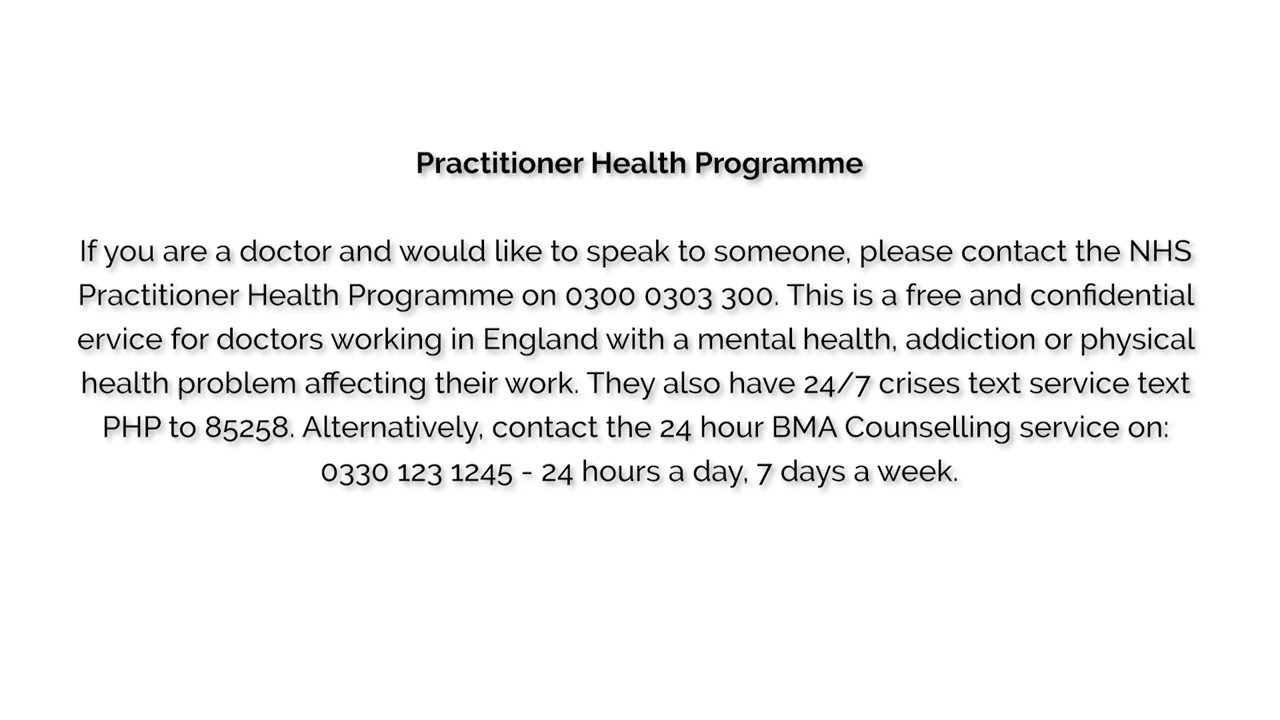 Practitioner Health Programme
If you are a doctor and would like to speak to someone, please contact the NHS
Practitioner Health Programme on 0300 0303 300. This is a free and confidential
ervice for doctors working in England with a mental health, addiction or physical
health problem affecting their work. They also have 24/7 crises text service text
PHP to 85258. Alternatively, contact the 24 hour BMA Counselling service on:
0330 123 1245 - 24 hours a day, 7 days a week.